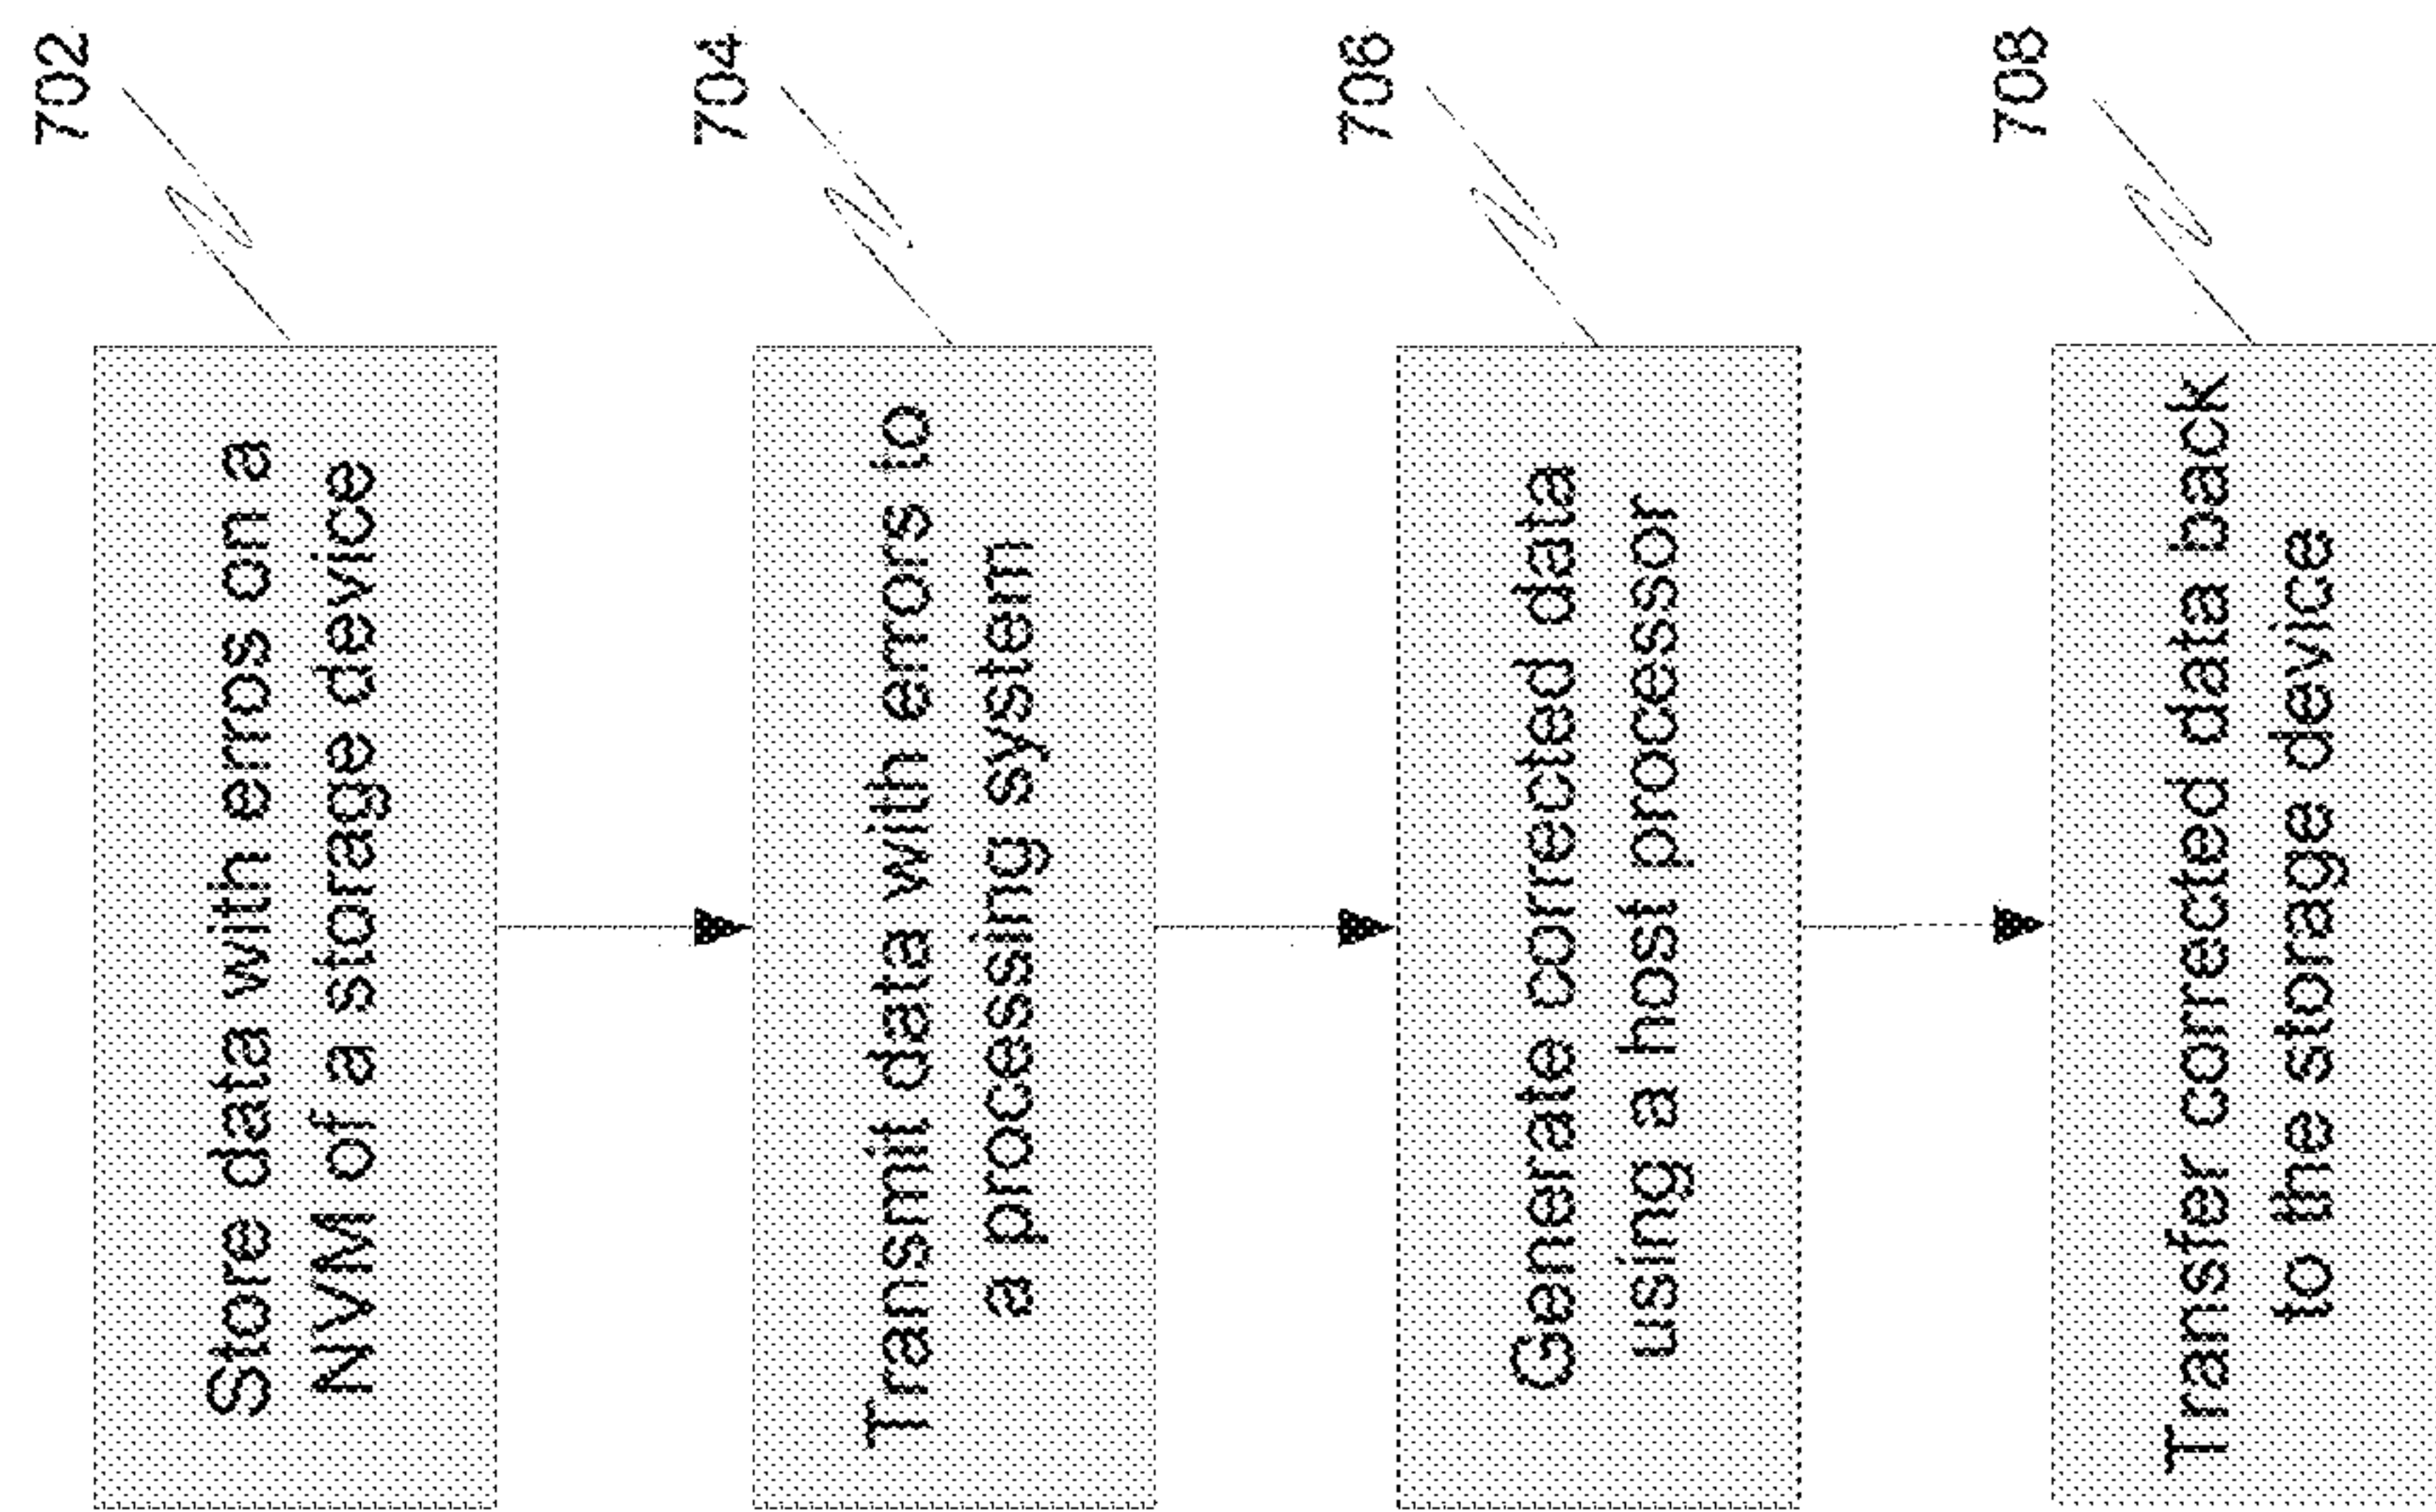 702
Store data with erros on a
NVM of a storage device
704
Transmit data with errors to
a processing system
706
Generate corrected data
using a host processor
708
Transfer corrected data back
to the storage device